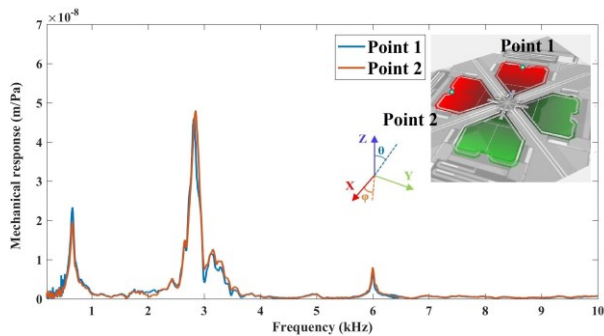 7 ×10⁻⁸
6
5
4
3
2
1
0
Mechanical response (m/Pa)
1 2 3 4 5 6 7 8 9 10
Frequency (kHz)
Point 1
Point 2
Point 1
Point 2
Z
θ
Y
X
φ